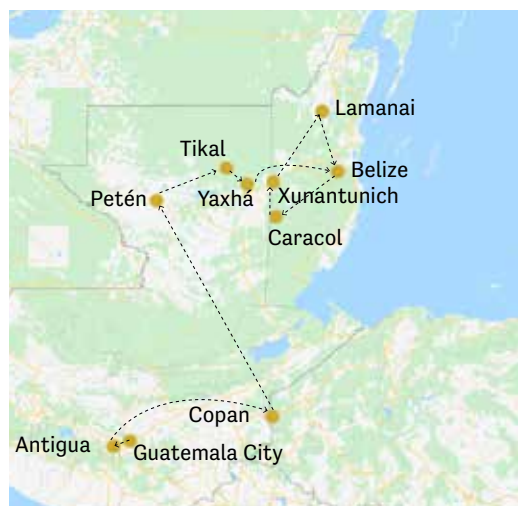 Lamanai
Tikal
Belize
Petén
Yaxhá
Xunantunich
Caracol
Copan
Antigua
Guatemala City